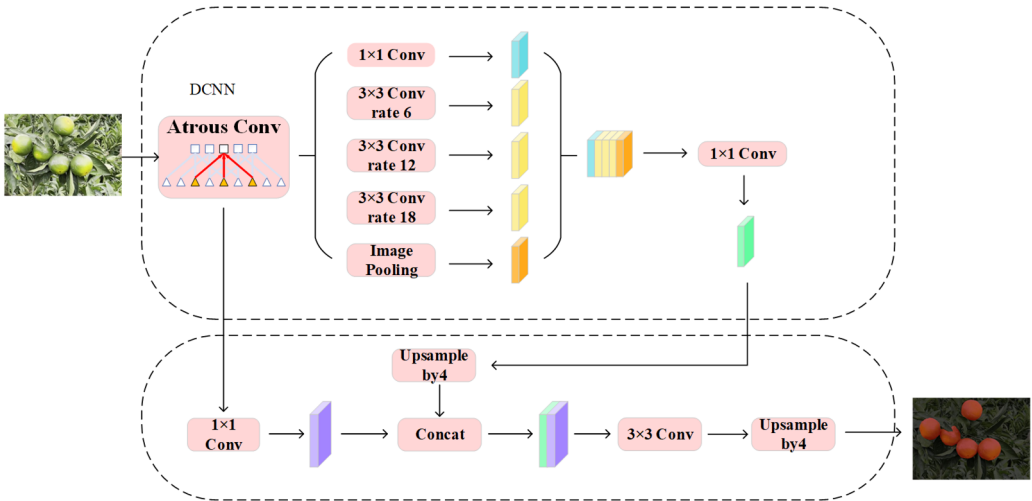 DCNN
Atrous Conv
1×1 Conv
3×3 Conv
rate 6
3×3 Conv
rate 12
3×3 Conv
rate 18
Image
Pooling
1×1 Conv
Upsample
by4
1×1
Conv
Concat
3×3 Conv
Upsample
by4